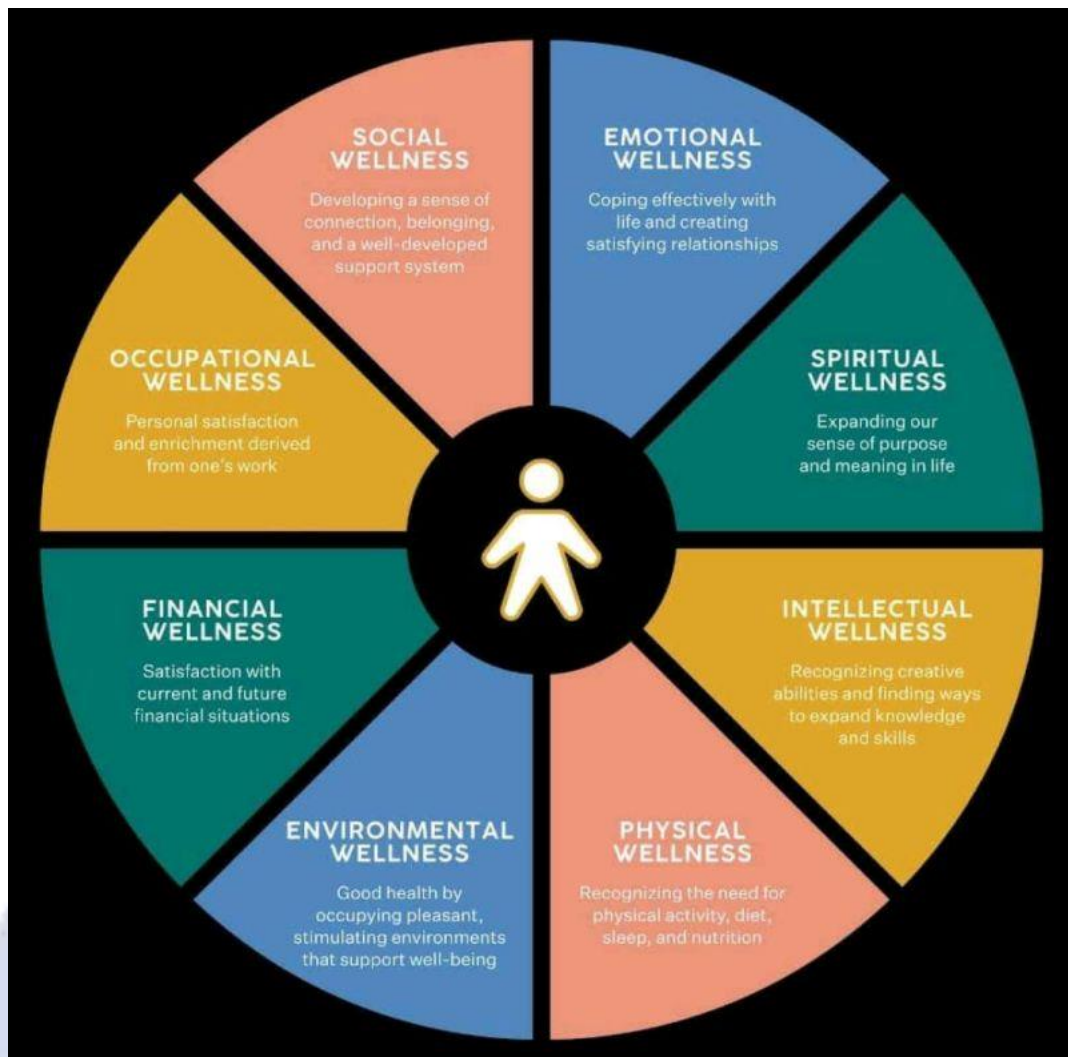 SOCIAL
WELLNESS
Developing a sense of
connection, belonging,
and a well-developed
support system
EMOTIONAL
WELLNESS
Coping effectively with
life and creating
satisfying relationships
SPIRITUAL
WELLNESS
Expanding our
sense of purpose
and meaning in life
INTELLECTUAL
WELLNESS
Recognizing creative
abilities and finding ways
to expand knowledge
and skills
PHYSICAL
WELLNESS
Recognizing the need for
physical activity, diet,
sleep, and nutrition
ENVIRONMENTAL
WELLNESS
Good health by
occupying pleasant,
stimulating environments
that support well-being
FINANCIAL
WELLNESS
Satisfaction with
current and future
financial situations
OCCUPATIONAL
WELLNESS
Personal satisfaction
and enrichment derived
from one's work